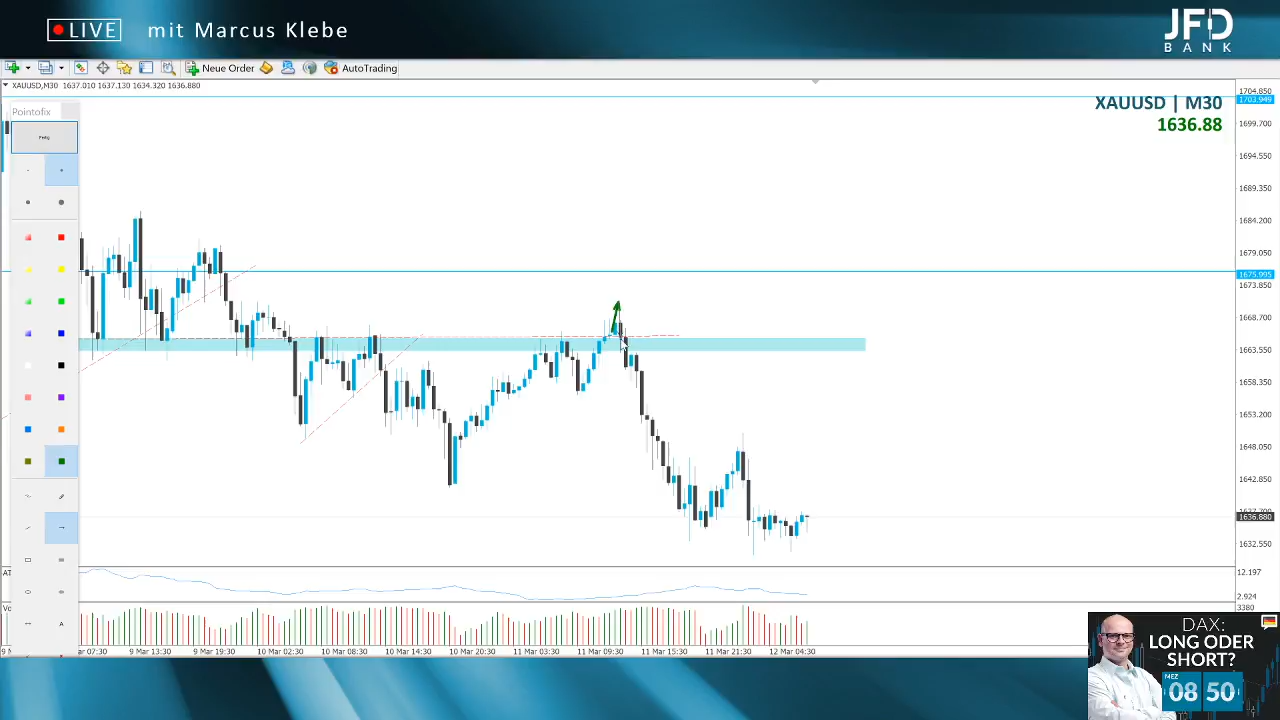 LIVE mit Marcus Klebe
JFD
BANK
New Order AutoTrading
XAUUSD,M30 1637.010 1637.130 1634.320 1636.880
Pointofix
XAUUSD | M30
1636.88
1704.850
1703.949
1699.700
1694.550
1689.350
1684.200
1679.050
1675.995
1673.850
1668.700
1663.550
1658.350
1653.200
1648.050
1642.850
1636.880
1632.550
12.197
2.924
3380
9 Mar 13:30 9 Mar 19:30 10 Mar 02:30 10 Mar 08:30 10 Mar 14:30 10 Mar 20:30 11 Mar 03:30 11 Mar 09:30 11 Mar 15:30 11 Mar 21:30 12 Mar 04:30
A
DAX:
LONG ODER
SHORT?
MEZ
08 50